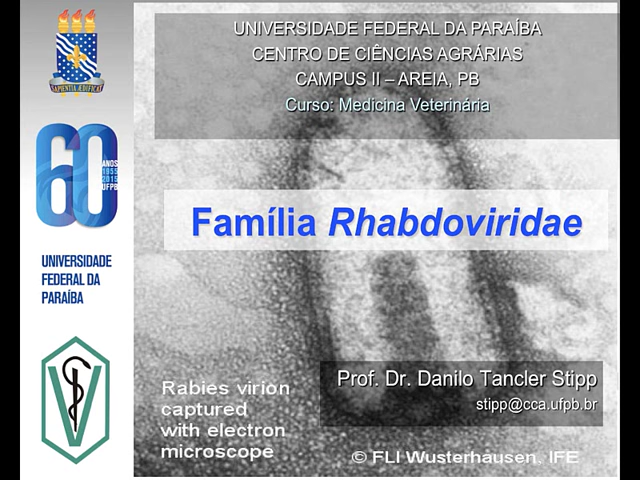 UNIVERSIDADE FEDERAL DA PARAÍBA
CENTRO DE CIÊNCIAS AGRÁRIAS
CAMPUS II – AREIA, PB
Curso: Medicina Veterinária
SAPIENTIA ÆDIFICAT
60
ANOS
1955
2015
UFPB
Família Rhabdoviridae
UNIVERSIDADE
FEDERAL DA
PARAÍBA
V
Prof. Dr. Danilo Tancler Stipp
stipp@cca.ufpb.br
Rabies virion
captured
with electron
microscope
© FLI Wusterhausen. IFE